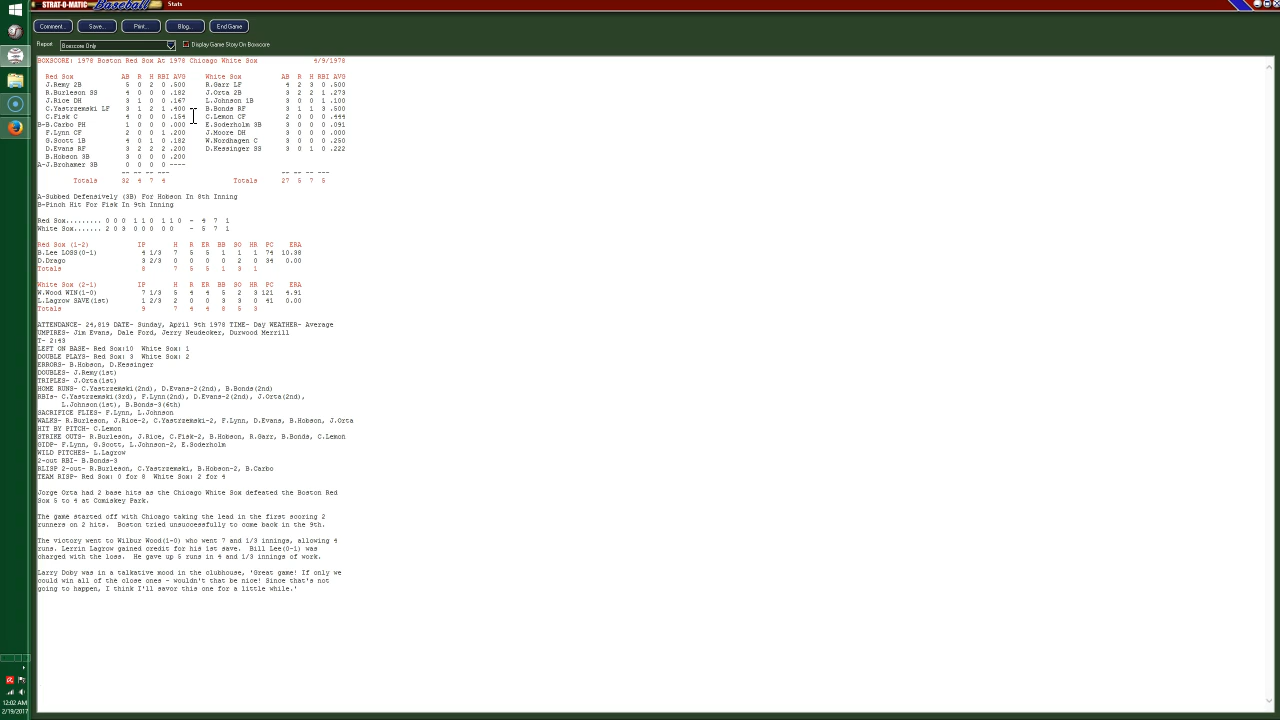 STRAT-O-MATIC Baseball Stats
Comment... Save... Print... Blog... End Game
Report Boxscore Only Display Game Story On Boxscore
BOXSCORE: 1978 Boston Red Sox At 1978 Chicago White Sox 4/9/1978
Red Sox AB R H RBI AVG White Sox AB R H RBI AVG
J.Remy 2B 5 0 2 0 .500 R.Garr LF 4 2 3 0 .500
R.Burleson SS 4 0 0 0 .182 J.Orta 2B 3 2 2 1 .273
J.Rice DH 3 1 0 0 .167 L.Johnson 1B 3 0 0 1 .100
C.Yastrzemski LF 3 1 2 1 .400 B.Bonds RF 3 1 1 3 .500
C.Fisk C 4 0 0 0 .154 C.Lemon CF 2 0 0 0 .444
B-B.Carbo PH 1 0 0 0 .000 E.Soderholm 3B 3 0 0 0 .091
F.Lynn CF 2 0 0 1 .200 J.Moore DH 3 0 0 0 .000
G.Scott 1B 4 0 1 0 .182 W.Nordhagen C 3 0 0 0 .250
D.Evans RF 3 2 2 2 .200 D.Kessinger SS 3 0 1 0 .222
B.Hobson 3B 3 0 0 0 .200
A-J.Brohamer 3B 0 0 0 0 ----
-- -- -- --- -- -- -- ---
Totals 32 4 7 4 Totals 27 5 7 5
A-Subbed Defensively (3B) For Hobson In 8th Inning
B-Pinch Hit For Fisk In 9th Inning
Red Sox......... 0 0 0 1 1 0 1 1 0 - 4 7 1
White Sox....... 2 0 3 0 0 0 0 0 - 5 7 1
Red Sox (1-2) IP H R ER BB SO HR PC ERA
B.Lee LOSS(0-1) 4 1/3 7 5 5 1 1 1 74 10.38
D.Drago 3 2/3 0 0 0 0 2 0 34 0.00
Totals 8 7 5 5 1 3 1
White Sox (2-1) IP H R ER BB SO HR PC ERA
W.Wood WIN(1-0) 7 1/3 5 4 4 5 2 3 121 4.91
L.Lagrow SAVE(1st) 1 2/3 2 0 0 3 3 0 41 0.00
Totals 9 7 4 4 8 5 3
ATTENDANCE- 24,819 DATE- Sunday, April 9th 1978 TIME- Day WEATHER- Average
UMPIRES- Jim Evans, Dale Ford, Jerry Neudecker, Durwood Merrill
T- 2:43
LEFT ON BASE- Red Sox:10 White Sox: 1
DOUBLE PLAYS- Red Sox: 3 White Sox: 2
ERRORS- B.Hobson, D.Kessinger
DOUBLES- J.Remy(1st)
TRIPLES- J.Orta(1st)
HOME RUNS- C.Yastrzemski(2nd), D.Evans-2(2nd), B.Bonds(2nd)
RBIs- C.Yastrzemski(3rd), F.Lynn(2nd), D.Evans-2(2nd), J.Orta(2nd),
L.Johnson(1st), B.Bonds-3(6th)
SACRIFICE FLIES- F.Lynn, L.Johnson
WALKS- R.Burleson, J.Rice-2, C.Yastrzemski-2, F.Lynn, D.Evans, B.Hobson, J.Orta
HIT BY PITCH- C.Lemon
STRIKE OUTS- R.Burleson, J.Rice, C.Fisk-2, B.Hobson, R.Garr, B.Bonds, C.Lemon
GIDP- F.Lynn, G.Scott, L.Johnson-2, E.Soderholm
WILD PITCHES- L.Lagrow
2-out RBI- B.Bonds-3
RLISP 2-out- R.Burleson, C.Yastrzemski, B.Hobson-2, B.Carbo
TEAM RISP- Red Sox: 0 for 8 White Sox: 2 for 4
Jorge Orta had 2 base hits as the Chicago White Sox defeated the Boston Red
Sox 5 to 4 at Comiskey Park.
The game started off with Chicago taking the lead in the first scoring 2
runners on 2 hits. Boston tried unsuccessfully to come back in the 9th.
The victory went to Wilbur Wood(1-0) who went 7 and 1/3 innings, allowing 4
runs. Lerrin Lagrow gained credit for his 1st save. Bill Lee(0-1) was
charged with the loss. He gave up 5 runs in 4 and 1/3 innings of work.
Larry Doby was in a talkative mood in the clubhouse, 'Great game! If only we
could win all of the close ones - wouldn't that be nice! Since that's not
going to happen, I think I'll savor this one for a little while.'
12:02 AM
2/19/2017